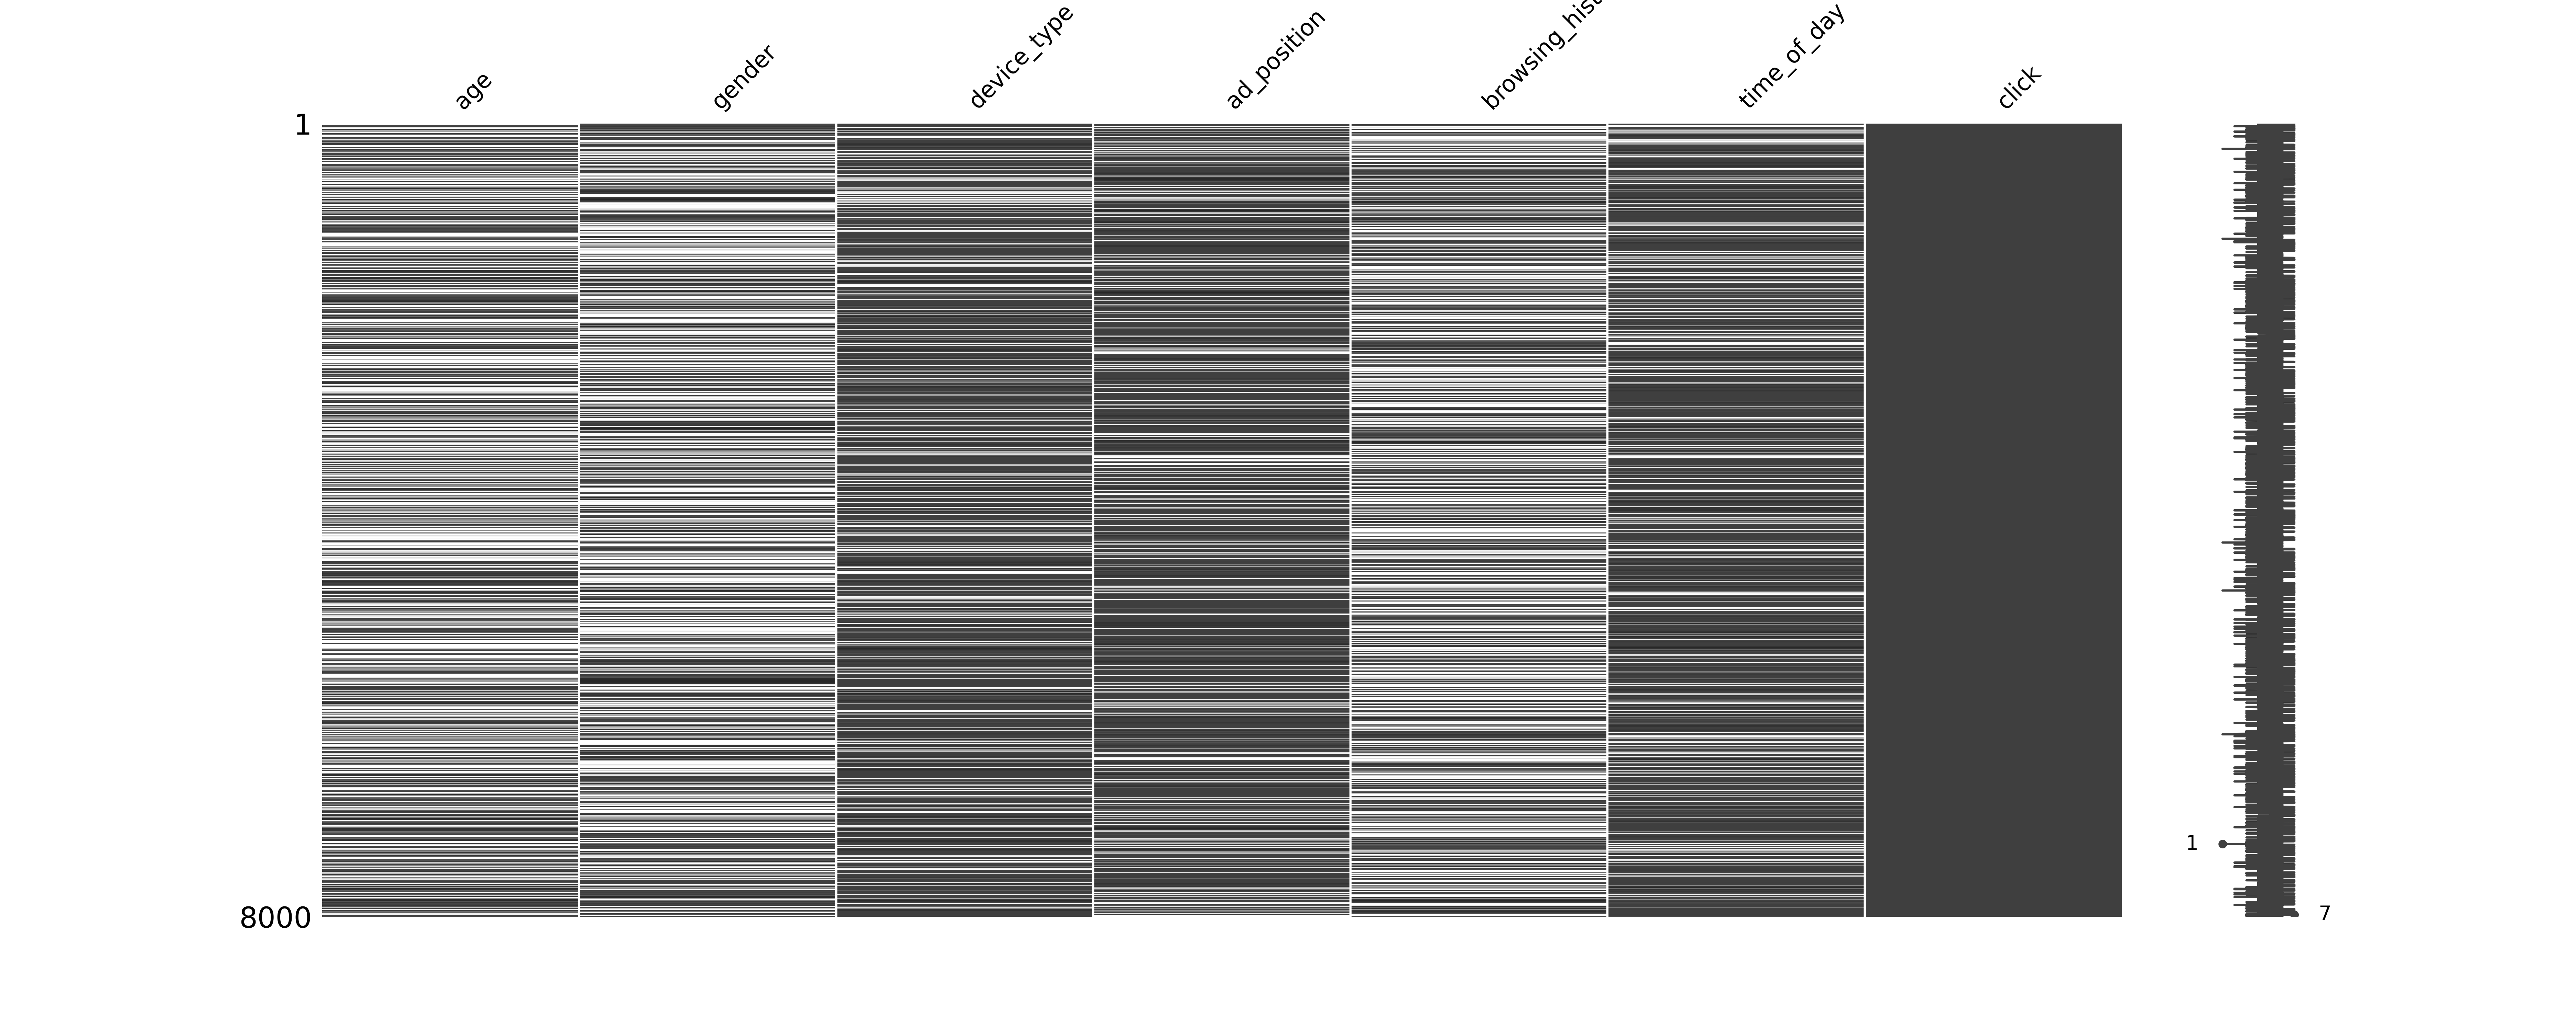 age
gender
device_type
ad_position
time_of_day
click
1
8000
1
7